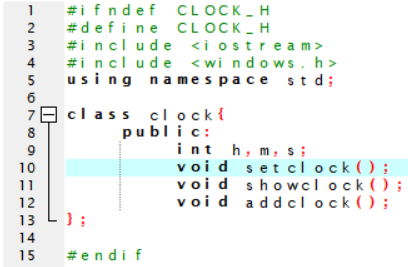 1 #ifndef CLOCK_H
2 #define CLOCK_H
3 #include <iostream>
4 #include <windows.h>
5 using namespace std;
6
7 class clock{
8 public:
9 int h,m,s;
10 void setclock();
11 void showclock();
12 void addclock();
13 };
14
15 #endif